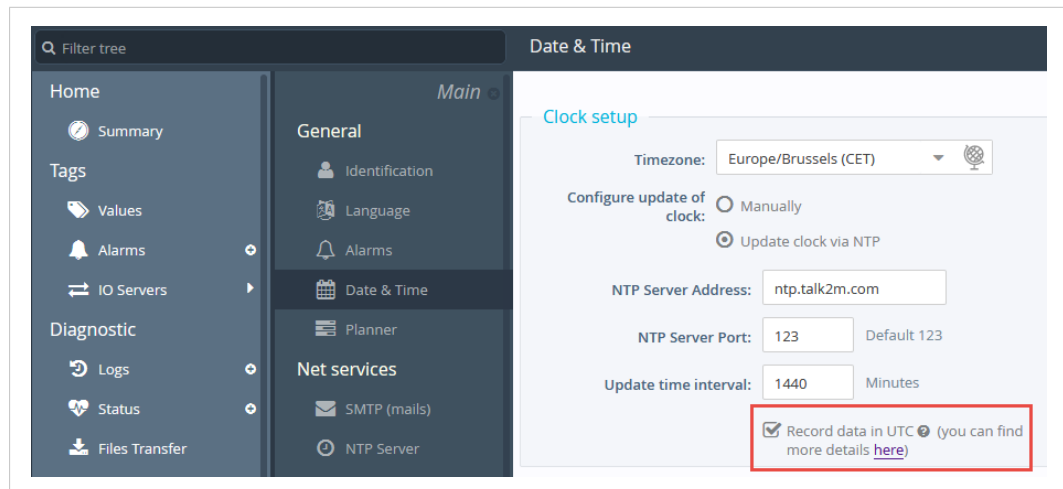 Filter tree
Home
Summary
Tags
Values
Alarms
IO Servers
Diagnostic
Logs
Status
Files Transfer
Main
General
Identification
Language
Alarms
Date & Time
Planner
Net services
SMTP (mails)
NTP Server
Date & Time
Clock setup
Timezone: Europe/Brussels (CET)
Configure update of
clock:
Manually
Update clock via NTP
NTP Server Address: ntp.talk2m.com
NTP Server Port: 123 Default 123
Update time interval: 1440 Minutes
Record data in UTC (you can find
more details here)